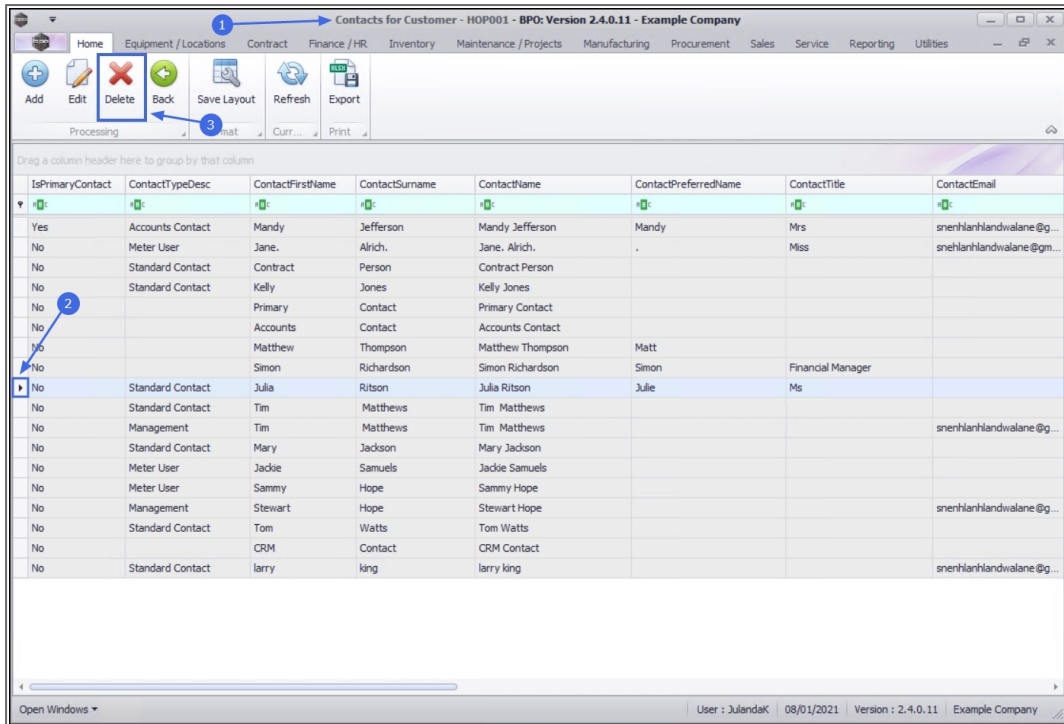 1
Contacts for Customer - HOP001 - BPO: Version 2.4.0.11 - Example Company
Home Equipment / Locations Contract Finance / HR Inventory Maintenance / Projects Manufacturing Procurement Sales Service Reporting Utilities
XLSX
Add Edit Delete Back Save Layout Refresh Export
3
Processing mat Curr... Print
Drag a column header here to group by that column
IsPrimaryContact ContactTypeDesc ContactFirstName ContactSurname ContactName ContactPreferredName ContactTitle ContactEmail
Yes Accounts Contact Mandy Jefferson Mandy Jefferson Mandy Mrs snenhlanhlandwalane@g...
No Meter User Jane. Alrich. Jane. Alrich. . Miss snehlanhlandwalane@gm...
No Standard Contact Contract Person Contract Person
No Standard Contact Kelly Jones Kelly Jones
No Primary Contact Primary Contact
2
No Accounts Contact Accounts Contact
No Matthew Thompson Matthew Thompson Matt
No Simon Richardson Simon Richardson Simon Financial Manager
No Standard Contact Julia Ritson Julia Ritson Julie Ms
No Standard Contact Tim Matthews Tim Matthews
No Management Tim Matthews Tim Matthews snenhlanhlandwalane@g...
No Standard Contact Mary Jackson Mary Jackson
No Meter User Jackie Samuels Jackie Samuels
No Meter User Sammy Hope Sammy Hope
No Management Stewart Hope Stewart Hope snenhlanhlandwalane@g...
No Standard Contact Tom Watts Tom Watts
No CRM Contact CRM Contact
No Standard Contact larry king larry king snenhlanhlandwalane@g...
Open Windows User : JulandaK 08/01/2021 Version : 2.4.0.11 Example Company